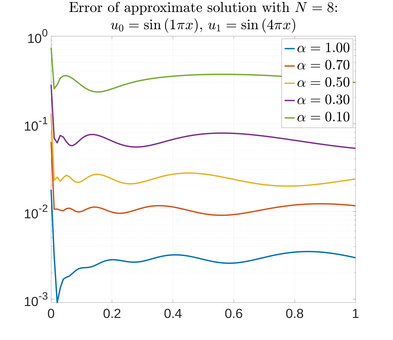 Error of approximate solution with N = 8:
u₀ = sin (1πx), u₁ = sin (4πx)
10⁰
10⁻¹
10⁻²
10⁻³
α = 1.00
α = 0.70
α = 0.50
α = 0.30
α = 0.10
0 0.2 0.4 0.6 0.8 1